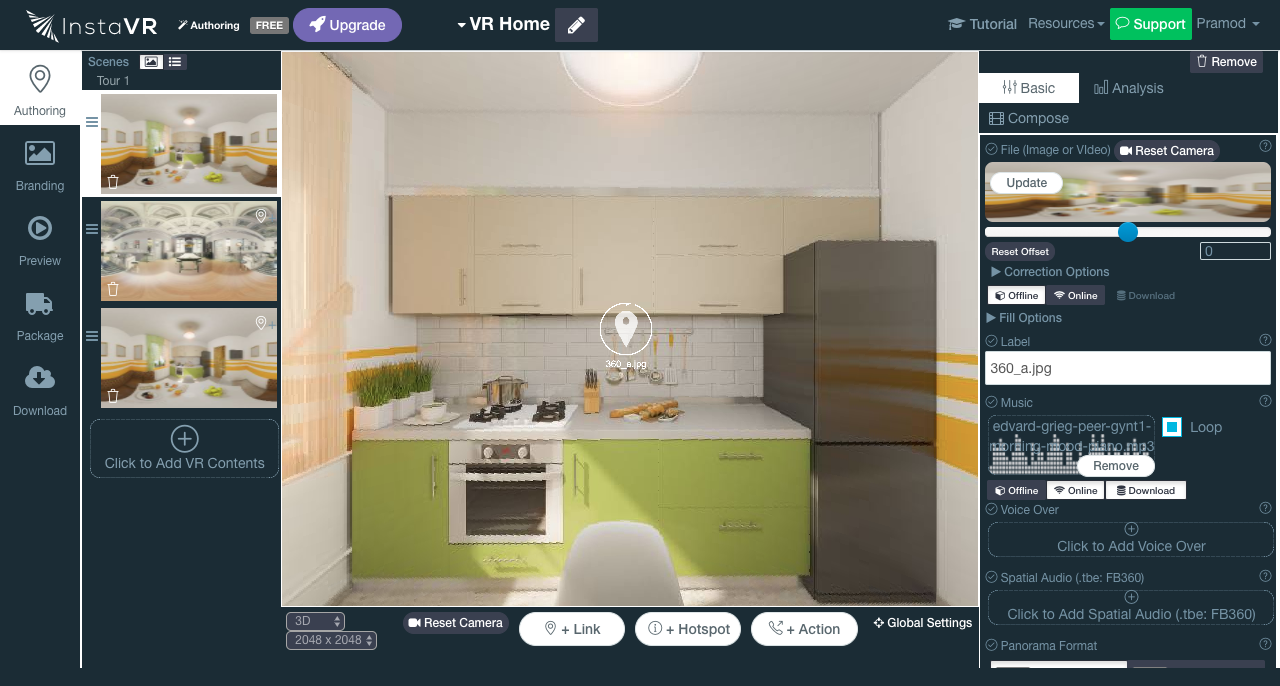 InstaVR
Authoring
FREE
Upgrade
VR Home
Tutorial
Resources
Support
Pramod
Authoring
Branding
Preview
Package
Download
Scenes
Tour 1
Click to Add VR Contents
360_a.jpg
3D
2048 x 2048
Reset Camera
+ Link
+ Hotspot
+ Action
Global Settings
Remove
Basic
Analysis
Compose
File (Image or VIdeo)
Reset Camera
Update
Reset Offset
0
Correction Options
Offline
Online
Download
Fill Options
Label
360_a.jpg
Music
edvard-grieg-peer-gynt1-
morning-mood-piano.mp3
Loop
Remove
Offline
Online
Download
Voice Over
Click to Add Voice Over
Spatial Audio (.tbe: FB360)
Click to Add Spatial Audio (.tbe: FB360)
Panorama Format